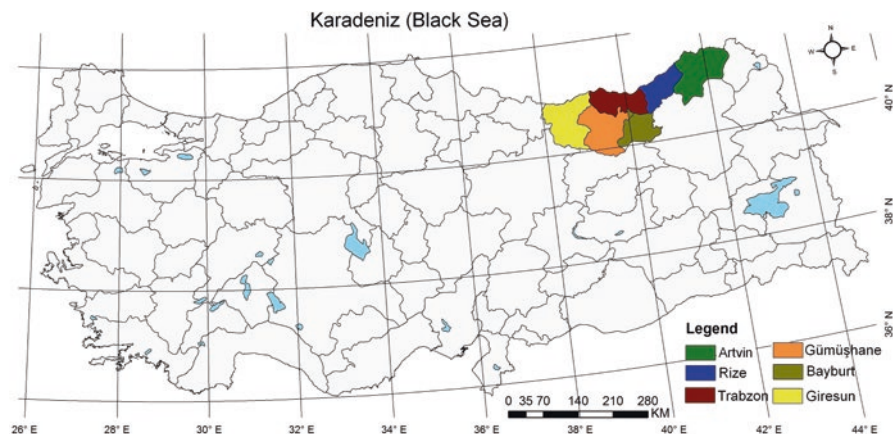 Karadeniz (Black Sea)
N
W E
S
40° N
38° N
36° N
Legend
Artvin
Rize
Trabzon
Gümüşhane
Bayburt
Giresun
0 35 70 140 210 280
KM
26° E 28° E 30° E 32° E 34° E 36° E 38° E 40° E 42° E 44° E